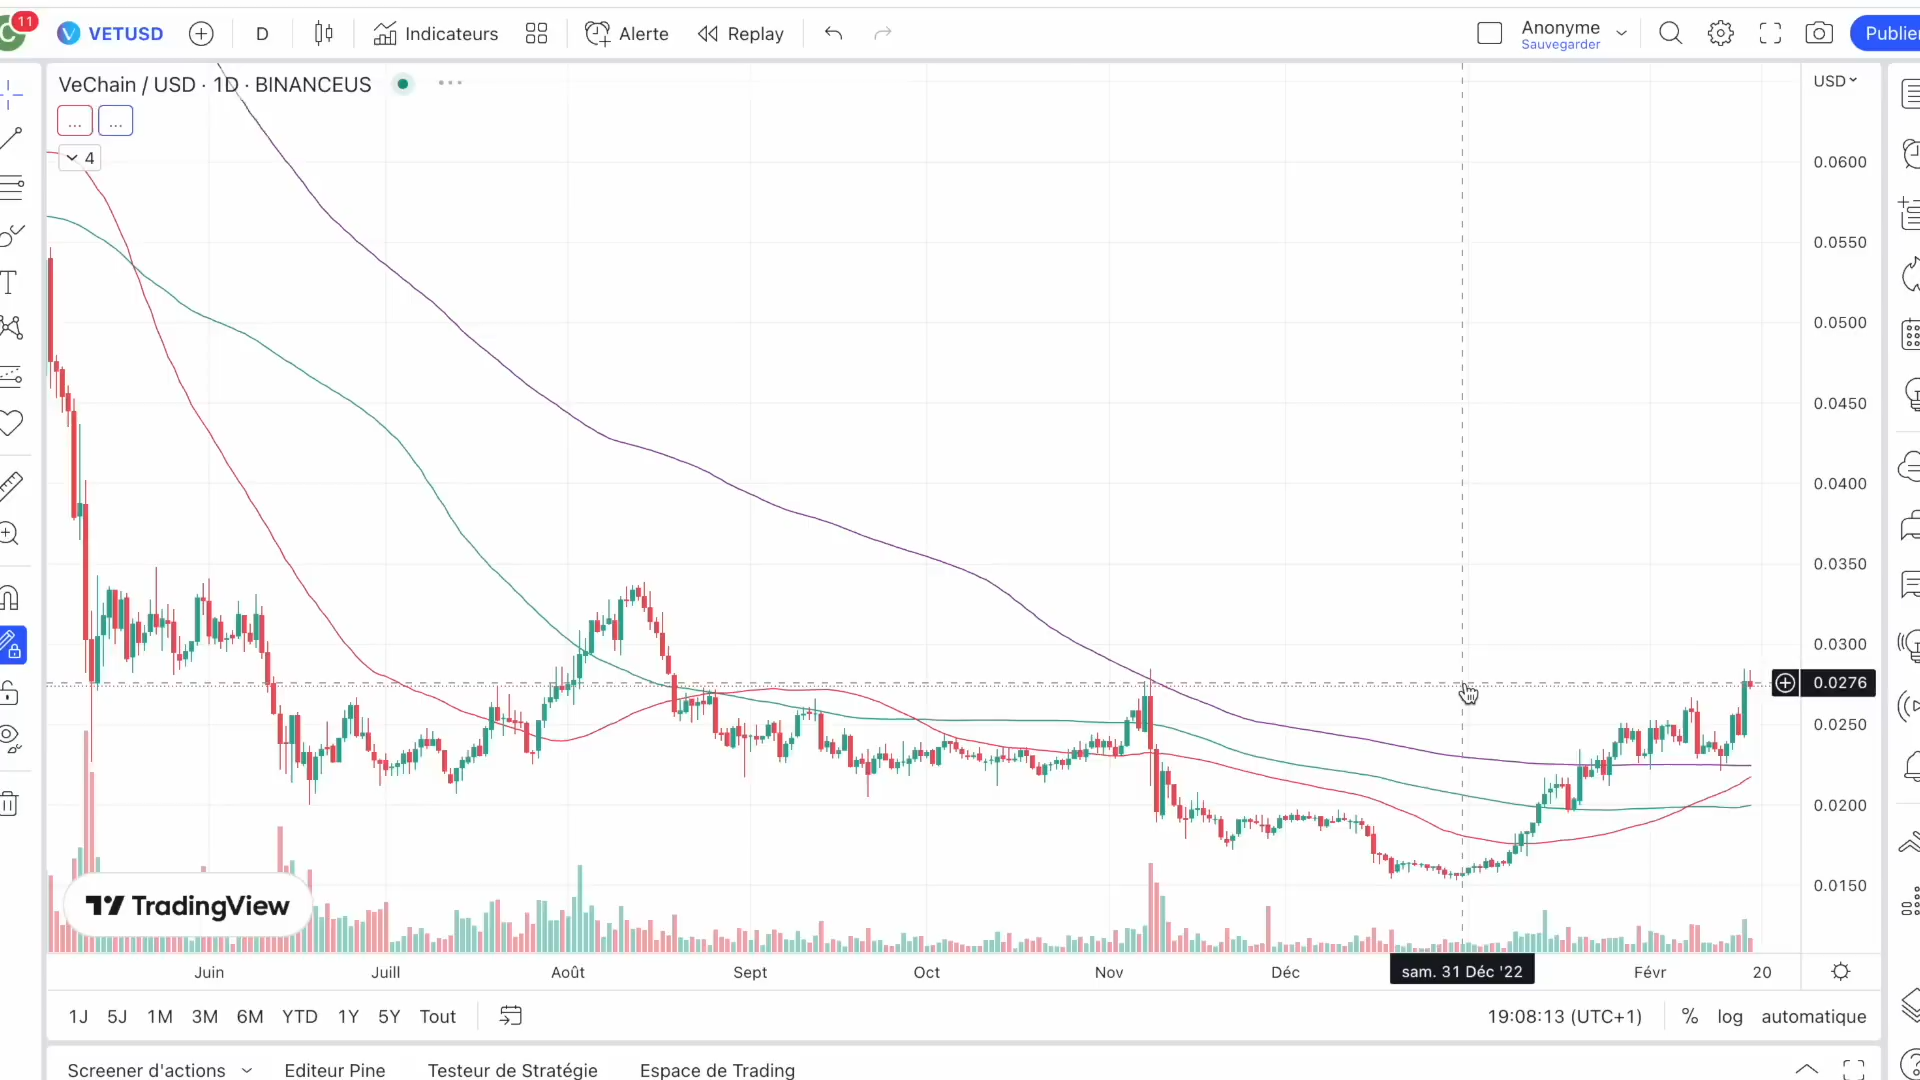 11
VETUSD
D
Indicateurs
Alerte
Replay
Anonyme
Sauvegarder
Publier
VeChain / USD · 1D · BINANCEUS
USD
...
...
4
0.0600
0.0550
0.0500
0.0450
0.0400
0.0350
0.0300
0.0276
0.0250
0.0200
0.0150
TradingView
Juin
Juill
Août
Sept
Oct
Nov
Déc
sam. 31 Déc '22
Févr
20
1J
5J
1M
3M
6M
YTD
1Y
5Y
Tout
19:08:13 (UTC+1)
%
log
automatique
Screener d'actions
Editeur Pine
Testeur de Stratégie
Espace de Trading